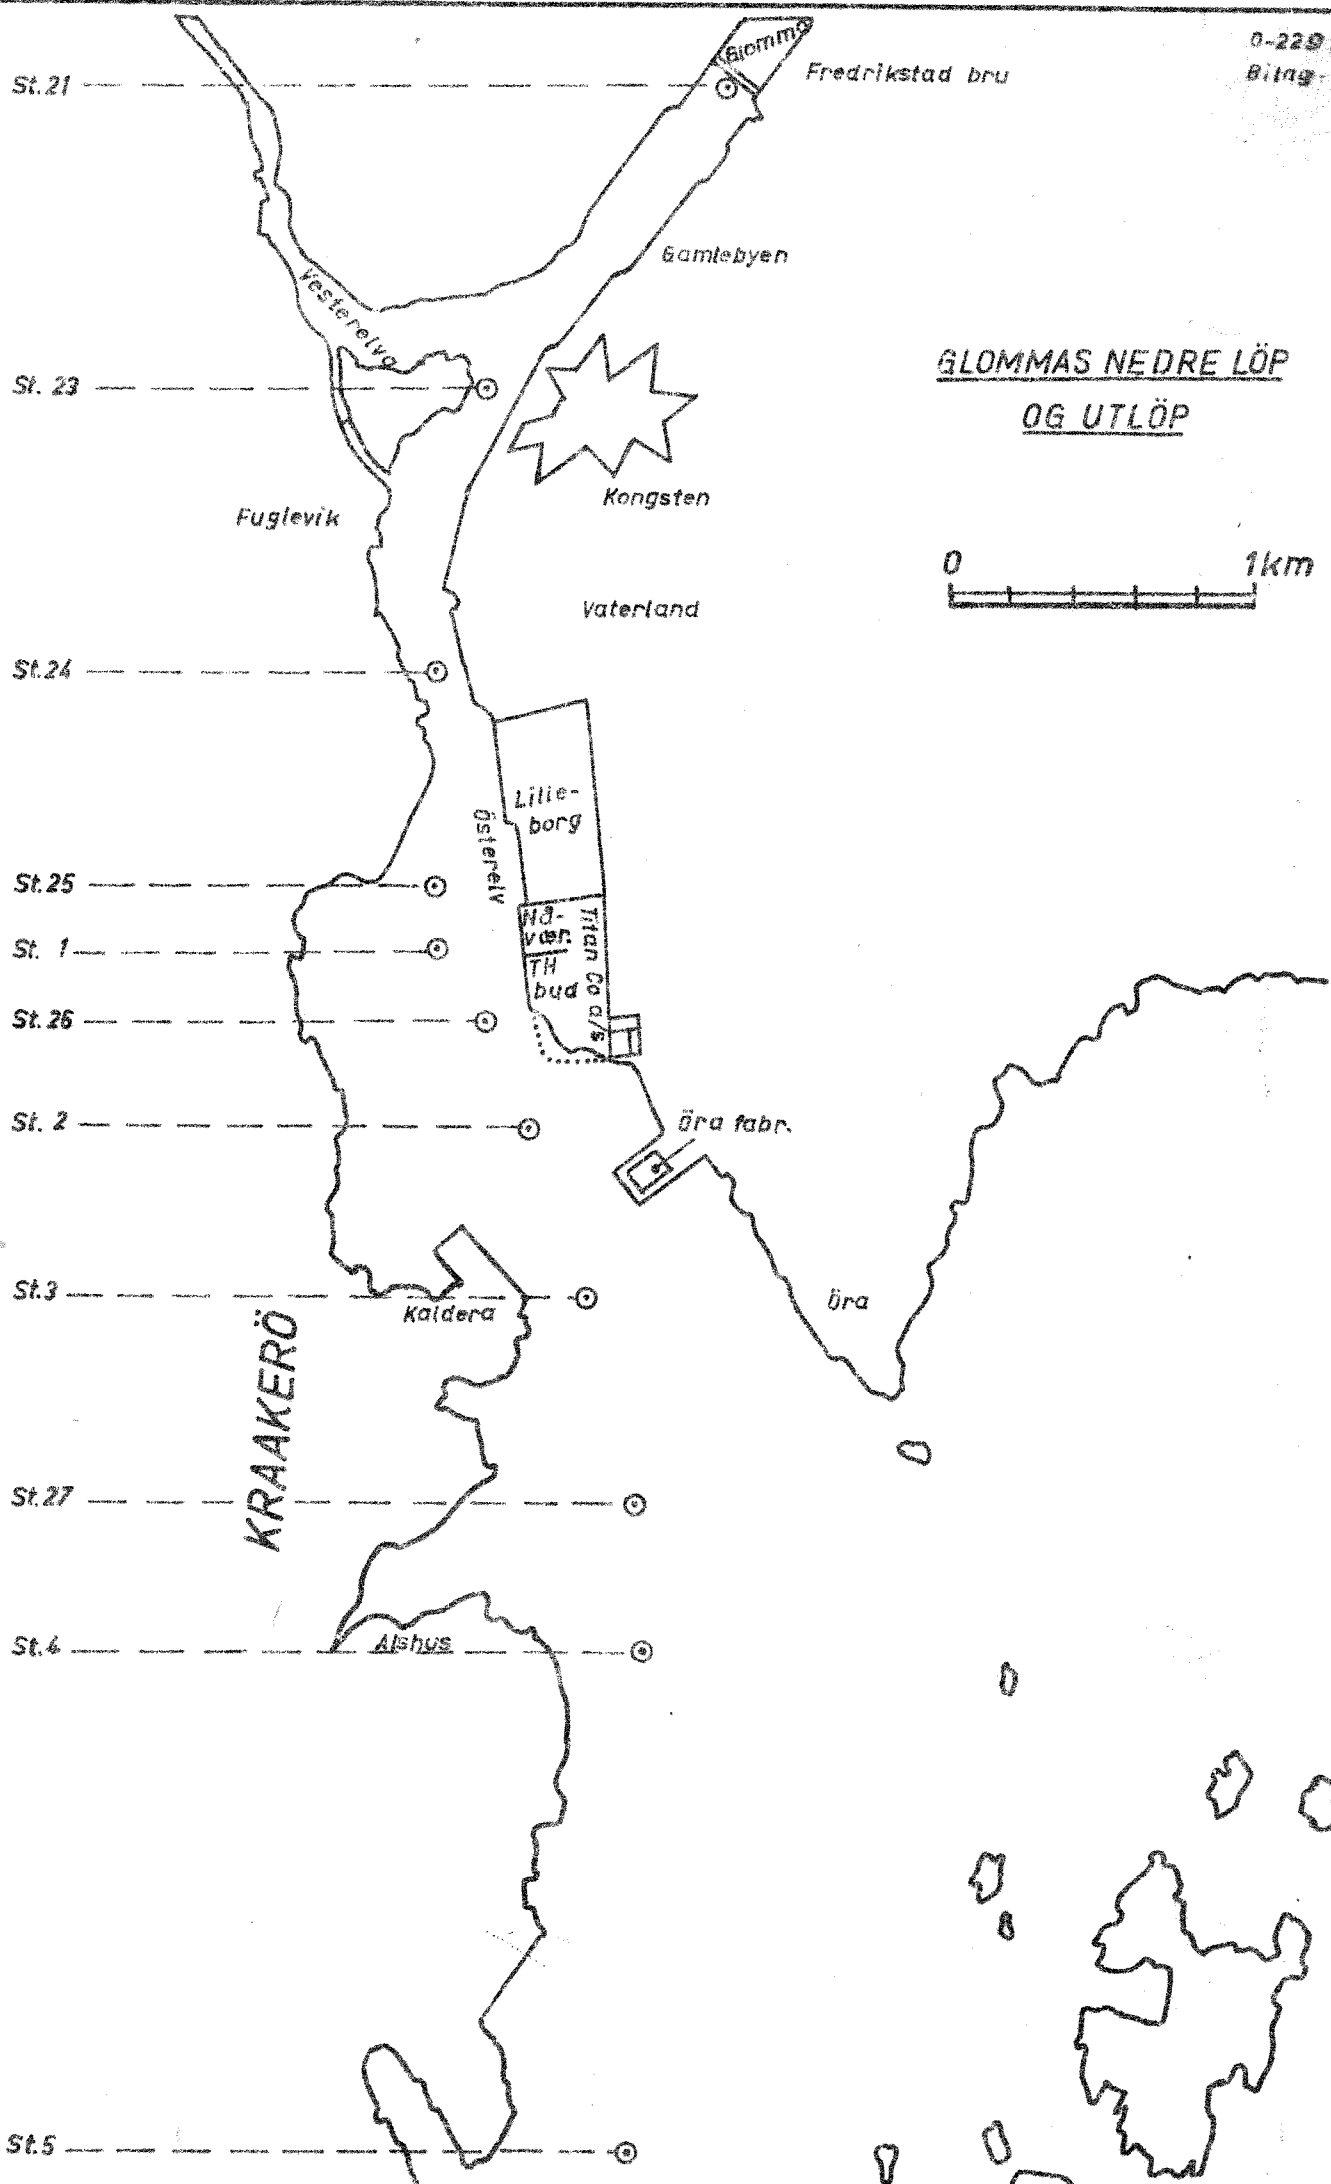 0-229
Bilag
Glomma
Fredrikstad bru
St.21
Gamlebyen
Vesterelva
GLOMMAS NEDRE LÖP
OG UTLÖP
St. 23
Kongsten
Fuglevik
0 1km
Vaterland
St.24
Lilie-
borg
Österelv
St.25
Nå-
vær.
TH
bud
Titan Co a/s
St. 1
St.26
St. 2
Öra fabr.
St.3
Kaldera
Öra
KRAAKERÖ
St.27
St.4
Alshus
St.5